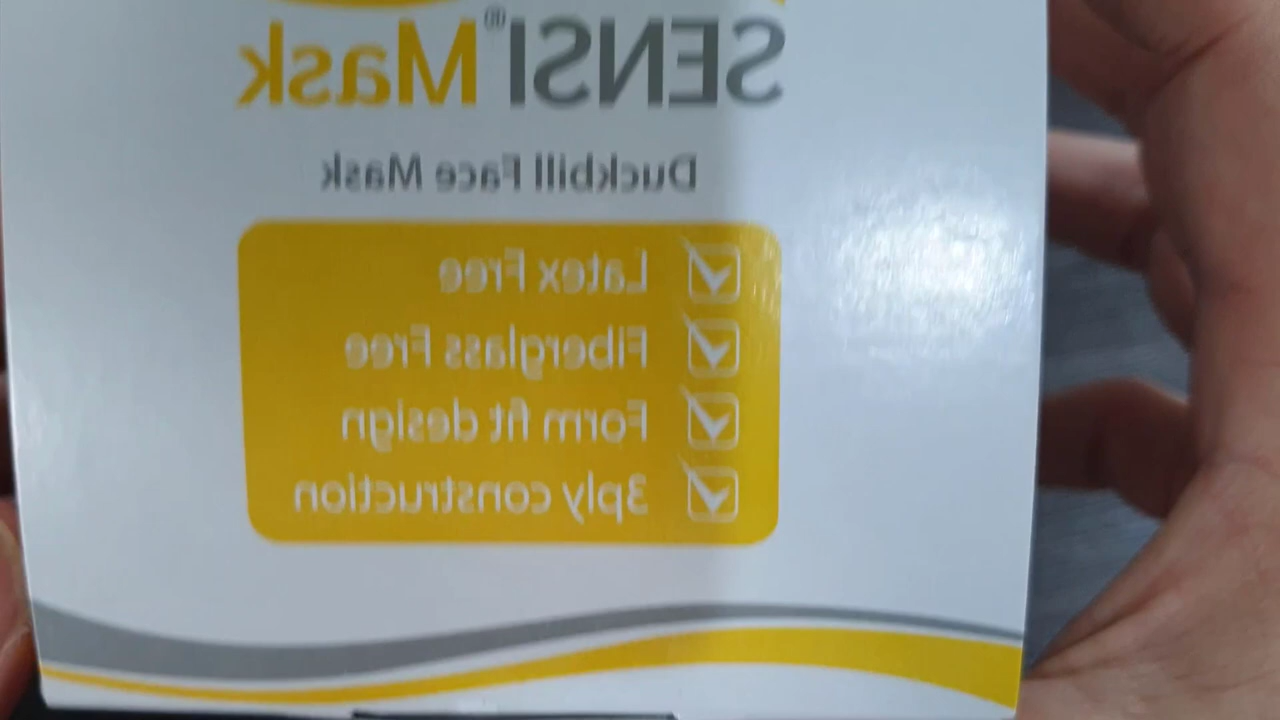 SENSI® Mask
Duckbill Face Mask
Latex Free
Fiberglass Free
Form fit design
3ply construction